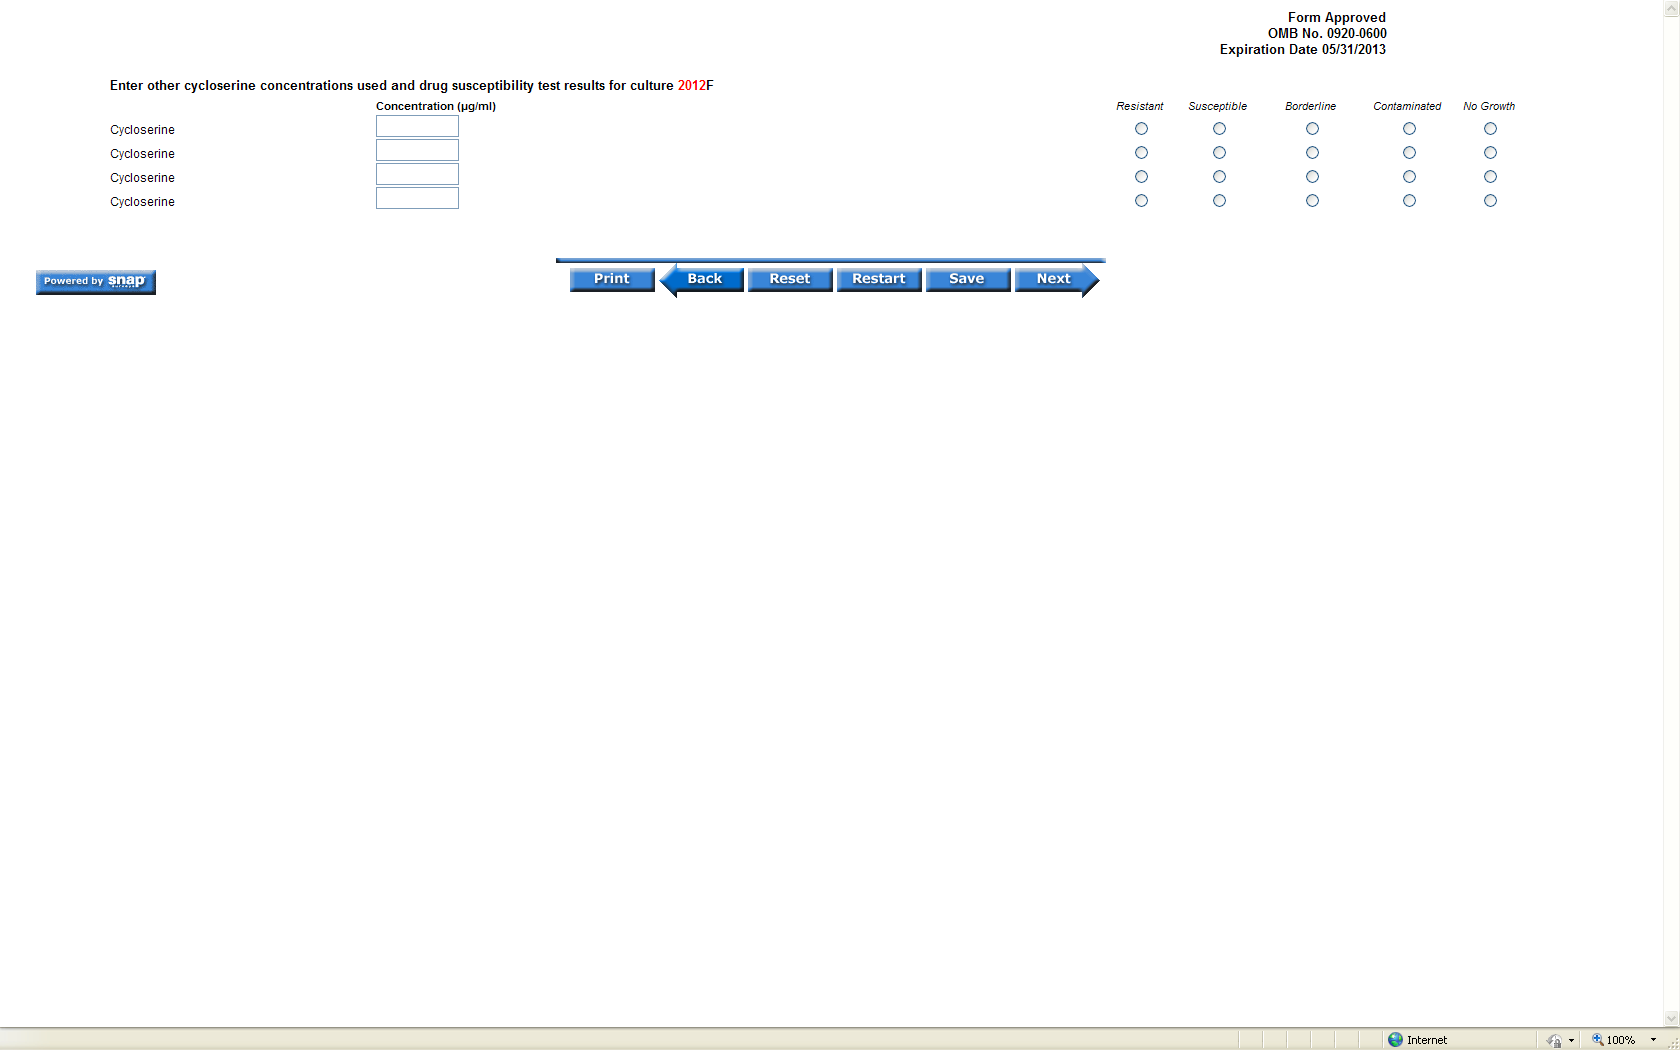 Form Approved
OMB No. 0920-0600
Expiration Date 05/31/2013
Enter other cycloserine concentrations used and drug susceptibility test results for culture 2012F
Concentration (µg/ml) Resistant Susceptible Borderline Contaminated No Growth
Cycloserine
Cycloserine
Cycloserine
Cycloserine
Powered by snap surveys
Print Back Reset Restart Save Next
Internet 100%